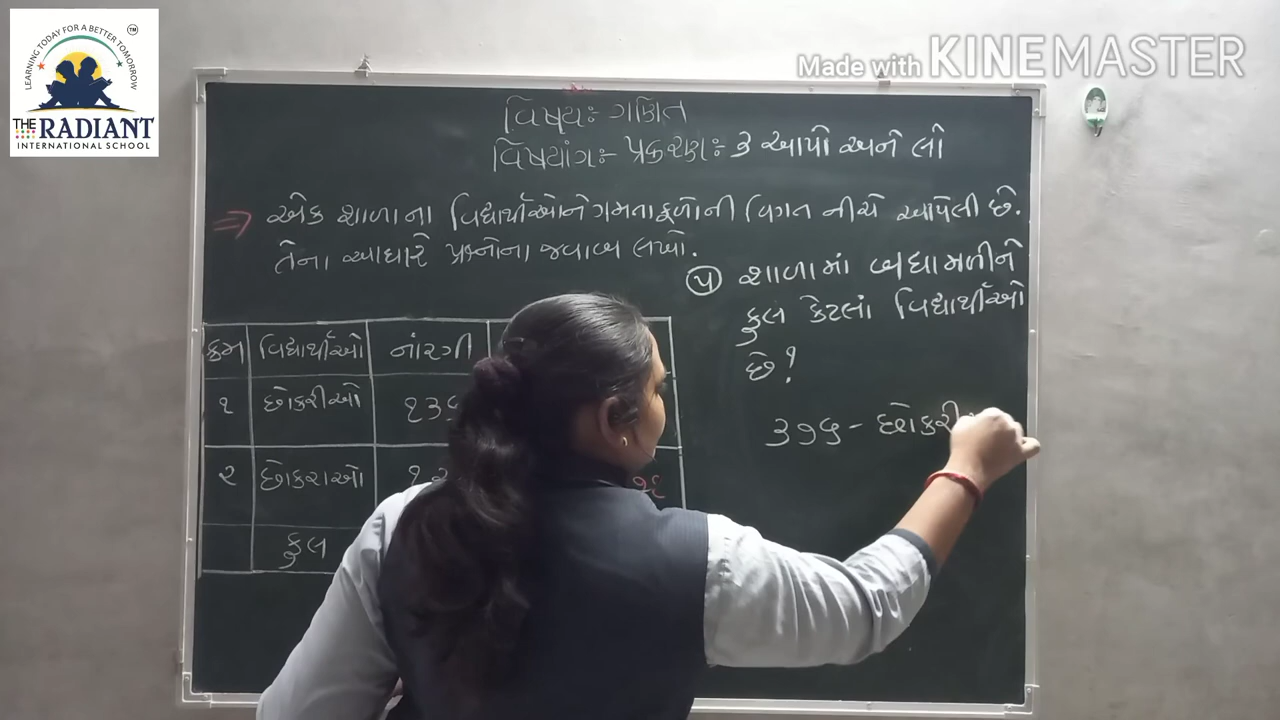 LEARNING TODAY FOR A BETTER TOMORROW
TM
THE RADIANT
INTERNATIONAL SCHOOL
Made with KINEMASTER
વિષય:- ગણિત
વિષયાંગ:- પ્રકરણ:- ૩ આપો અને લો
⇒ એક શાળાના વિદ્યાર્થીઓને ગમતા ફળોની વિગત નીચે આપેલી છે.
તેના આધારે પ્રશ્નોના જવાબ લખો.
૫ શાળામાં બધા મળીને
કુલ કેટલાં વિદ્યાર્થીઓ
છે?
ક્રમ વિદ્યાર્થીઓ નારંગી
૧ છોકરીઓ
૨ છોકરાઓ
કુલ
૩૭૫ - છોકરી